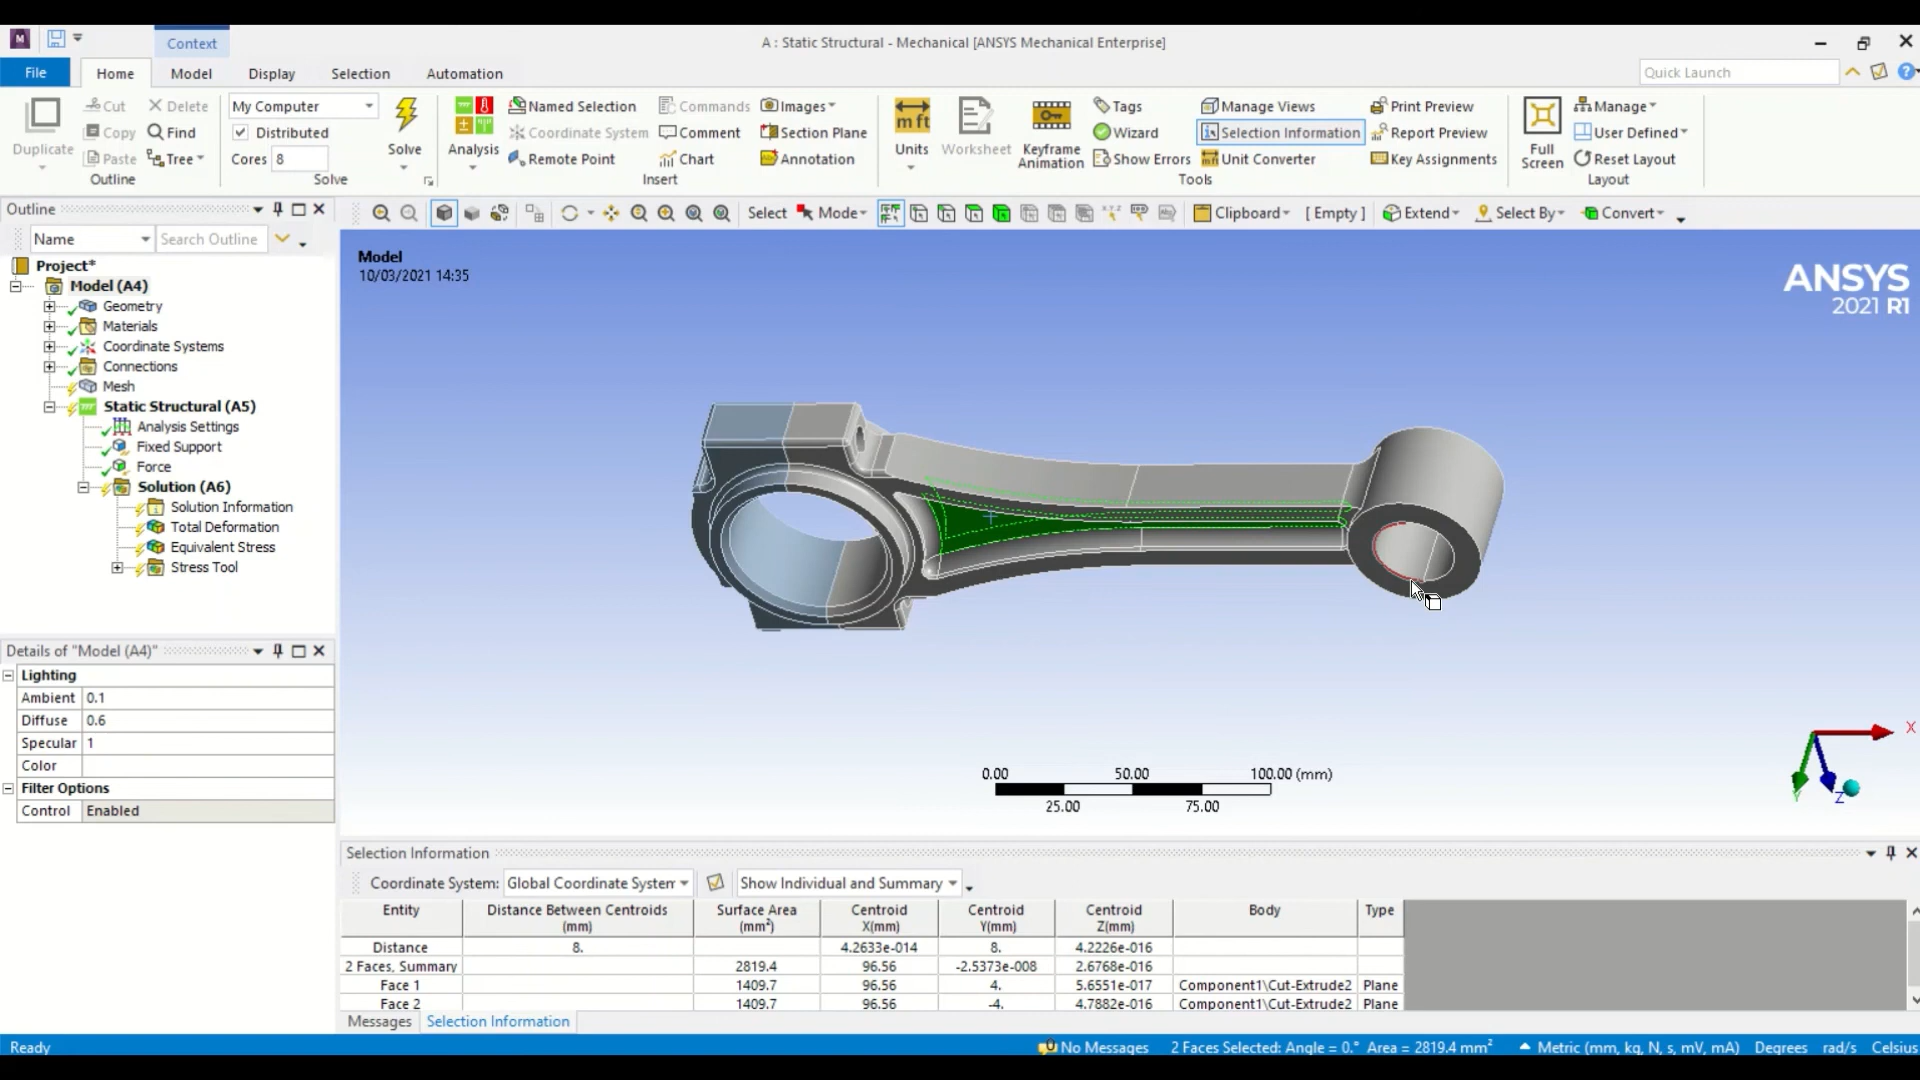 M
Context
A : Static Structural - Mechanical [ANSYS Mechanical Enterprise]
File Home Model Display Selection Automation
Quick Launch
Duplicate
Cut
Delete
Copy
Find
Paste
Tree
Outline
My Computer
Distributed
Cores 8
Solve
Solve
Analysis
Named Selection
Commands
Images
Coordinate System
Comment
Section Plane
Remote Point
Chart
Annotation
Insert
Units
Worksheet
Keyframe
Animation
Tags
Wizard
Show Errors
Manage Views
Selection Information
Unit Converter
Print Preview
Report Preview
Key Assignments
Tools
Full
Screen
Manage
User Defined
Reset Layout
Layout
Outline
Select Mode Clipboard [ Empty ] Extend Select By Convert
Name Search Outline
Project*
Model (A4)
Geometry
Materials
Coordinate Systems
Connections
Mesh
Static Structural (A5)
Analysis Settings
Fixed Support
Force
Solution (A6)
Solution Information
Total Deformation
Equivalent Stress
Stress Tool
Details of "Model (A4)"
Lighting
Ambient 0.1
Diffuse 0.6
Specular 1
Color
Filter Options
Control Enabled
Model
10/03/2021 14:35
ANSYS
2021 R1
X
Y
Z
0.00 50.00 100.00 (mm)
25.00 75.00
Selection Information
Coordinate System: Global Coordinate System Show Individual and Summary
Entity Distance Between Centroids (mm) Surface Area (mm²) Centroid X(mm) Centroid Y(mm) Centroid Z(mm) Body Type
Distance 8. 4.2633e-014 8. 4.2226e-016
2 Faces, Summary 2819.4 96.56 -2.5373e-008 2.6768e-016
Face 1 1409.7 96.56 4. 5.6551e-017 Component1\Cut-Extrude2 Plane
Face 2 1409.7 96.56 -4. 4.7882e-016 Component1\Cut-Extrude2 Plane
Messages Selection Information
Ready No Messages 2 Faces Selected: Angle = 0.° Area = 2819.4 mm² Metric (mm, kg, N, s, mV, mA) Degrees rad/s Celsius